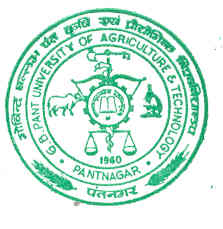 गोविन्द बल्लभ पंत कृषि एवं प्रौद्योगिक विश्वविद्यालय
G.B. PANT UNIVERSITY OF AGRICULTURE & TECHNOLOGY
1960
PANTNAGAR
पंतनगर